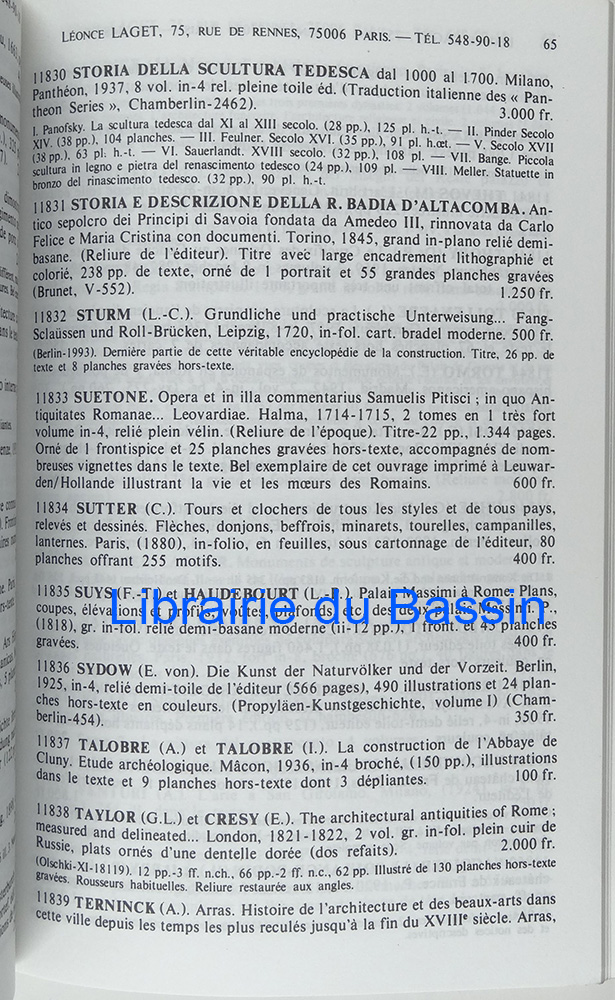 LÉONCE LAGET, 75, RUE DE RENNES, 75006 PARIS. — TÉL. 548-90-18 65
11830 STORIA DELLA SCULTURA TEDESCA dal 1000 al 1700. Milano,
Panthéon, 1937, 8 vol. in-4 rel. pleine toile éd. (Traduction italienne des « Pan-
theon Series », Chamberlin-2462). 3.000 fr.
I. Panofsky. La scultura tedesca dal XI al XIII secolo. (28 pp.), 125 pl. h.-t. — II. Pinder Secolo
XIV. (38 pp.), 104 planches. — III. Feulner. Secolo XVI. (35 pp.), 91 pl. h.œt. — V. Secolo XVII
(38 pp.), 63 pl. h.-t. — VI. Sauerlandt. XVIII secolo. (32 pp.), 108 pl. — VII. Bange. Piccola
scultura in legno e pietra del renascimento tedesco (24 pp.), 109 pl. — VIII. Meller. Statuette in
bronzo del rinascimento tedesco. (32 pp.), 90 pl. h.-t.
11831 STORIA E DESCRIZIONE DELLA R. BADIA D'ALTACOMBA. An-
tico sepolcro dei Principi di Savoia fondata da Amedeo III, rinnovata da Carlo
Felice e Maria Cristina con documenti. Torino, 1845, grand in-plano relié demi-
basane. (Reliure de l'éditeur). Titre avec large encadrement lithographié et
colorié, 238 pp. de texte, orné de 1 portrait et 55 grandes planches gravées
(Brunet, V-552). 1.250 fr.
11832 STURM (L.-C.). Grundliche und practische Unterweisung... Fang-
Sclaüssen und Roll-Brücken, Leipzig, 1720, in-fol. cart. bradel moderne. 500 fr.
(Berlin-1993). Dernière partie de cette véritable encyclopédie de la construction. Titre, 26 pp. de
texte et 8 planches gravées hors-texte.
11833 SUETONE. Opera et in illa commentarius Samuelis Pitisci ; in quo An-
tiquitates Romanae... Leovardiae. Halma, 1714-1715, 2 tomes en 1 très fort
volume in-4, relié plein vélin. (Reliure de l'époque). Titre-22 pp., 1.344 pages.
Orné de 1 frontispice et 25 planches gravées hors-texte, accompagnés de nom-
breuses vignettes dans le texte. Bel exemplaire de cet ouvrage imprimé à Leuwar-
den/Hollande illustrant la vie et les mœurs des Romains. 600 fr.
11834 SUTTER (C.). Tours et clochers de tous les styles et de tous pays,
relevés et dessinés. Flèches, donjons, beffrois, minarets, tourelles, campanilles,
lanternes. Paris, (1880), in-folio, en feuilles, sous cartonnage de l'éditeur, 80
planches offrant 255 motifs. 400 fr.
11835 SUYS (F.-T.) et HAUDEBOURT (L.-J.). Palais Massimi à Rome. Plans,
coupes, élévations, profils, voûtes, plafonds, etc. des deux palais Massimi. P.,
(1818), gr. in-fol. relié demi-basane moderne (ii-12 pp.), 1 front. et 43 planches
gravées. 400 fr.
Librairie du Bassin
11836 SYDOW (E. von). Die Kunst der Naturvölker und der Vorzeit. Berlin,
1925, in-4, relié demi-toile de l'éditeur (566 pages), 490 illustrations et 24 plan-
ches hors-texte en couleurs. (Propyläen-Kunstgeschichte, volume I) (Cham-
berlin-454). 350 fr.
11837 TALOBRE (A.) et TALOBRE (I.). La construction de l'Abbaye de
Cluny. Etude archéologique. Mâcon, 1936, in-4 broché, (150 pp.), illustrations
dans le texte et 9 planches hors-texte dont 3 dépliantes. 100 fr.
11838 TAYLOR (G.L.) et CRESY (E.). The architectural antiquities of Rome ;
measured and delineated... London, 1821-1822, 2 vol. gr. in-fol. plein cuir de
Russie, plats ornés d'une dentelle dorée (dos refaits). 2.000 fr.
(Olschki-XI-18119). 12 pp.-3 ff. n.ch., 66 pp.-2 ff. n.c., 62 pp. Illustré de 130 planches hors-texte
gravées. Rousseurs habituelles. Reliure restaurée aux angles.
11839 TERNINCK (A.). Arras. Histoire de l'architecture et des beaux-arts dans
cette ville depuis les temps les plus reculés jusqu'à la fin du XVIIIe siècle. Arras,